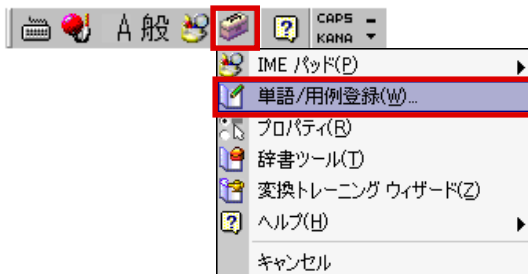 A 般 CAPS
KANA
IME パッド(P)
単語/用例登録(W)...
プロパティ(R)
辞書ツール(T)
変換トレーニング ウィザード(Z)
ヘルプ(H)
キャンセル